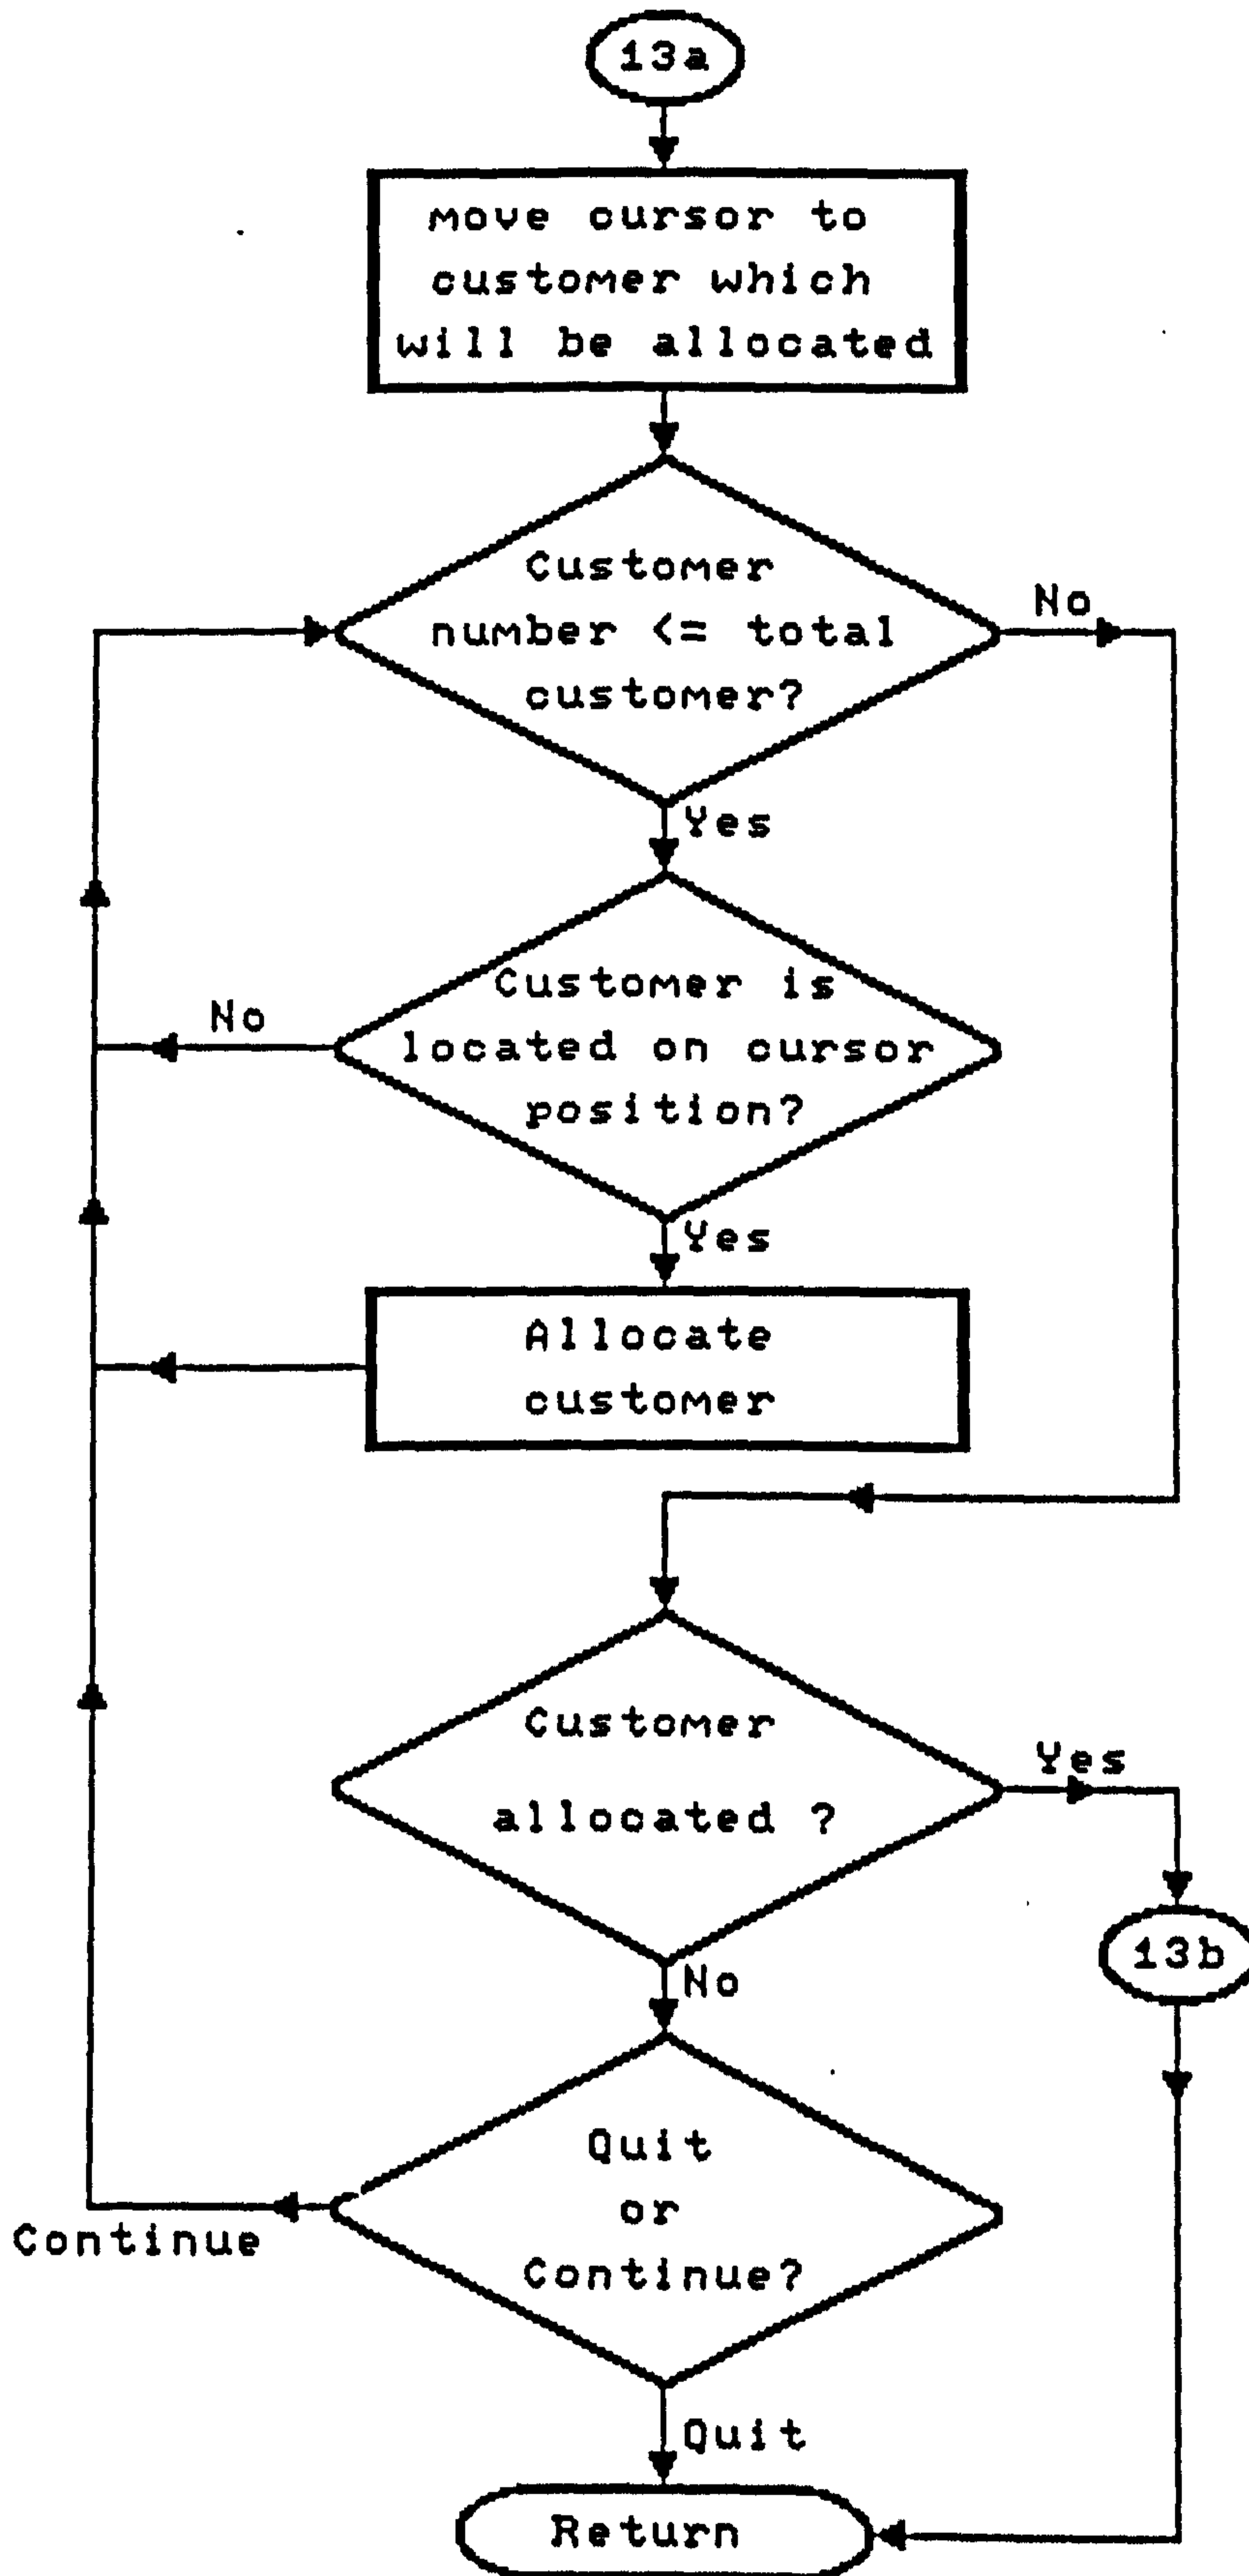 13a
move cursor to
customer which
will be allocated
Customer
number <= total
customer?
No
Yes
Customer is
located on cursor
position?
No
Yes
Allocate
customer
Customer
allocated ?
Yes
13b
No
Quit
or
Continue?
Continue
Quit
Return